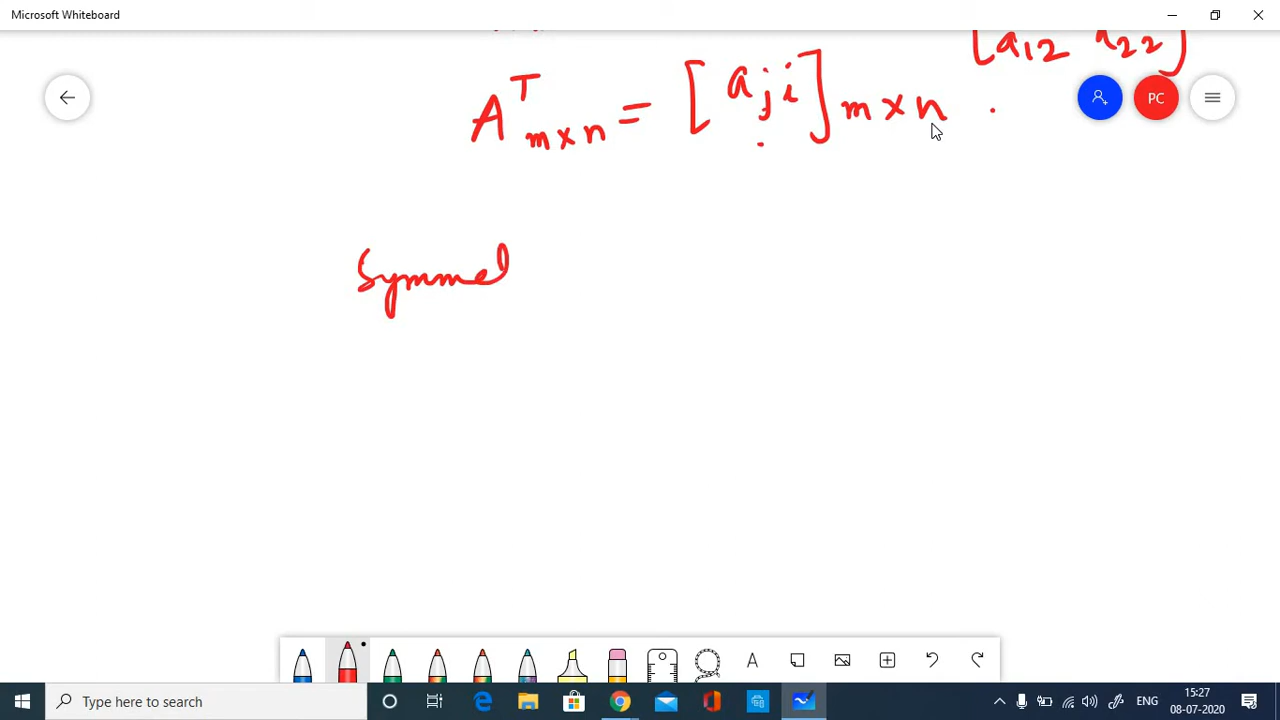 Microsoft Whiteboard
[a12 a22]
A^T m×n = [aji] m×n .
PC
Symmet
A
Type here to search
ENG
15:27
08-07-2020